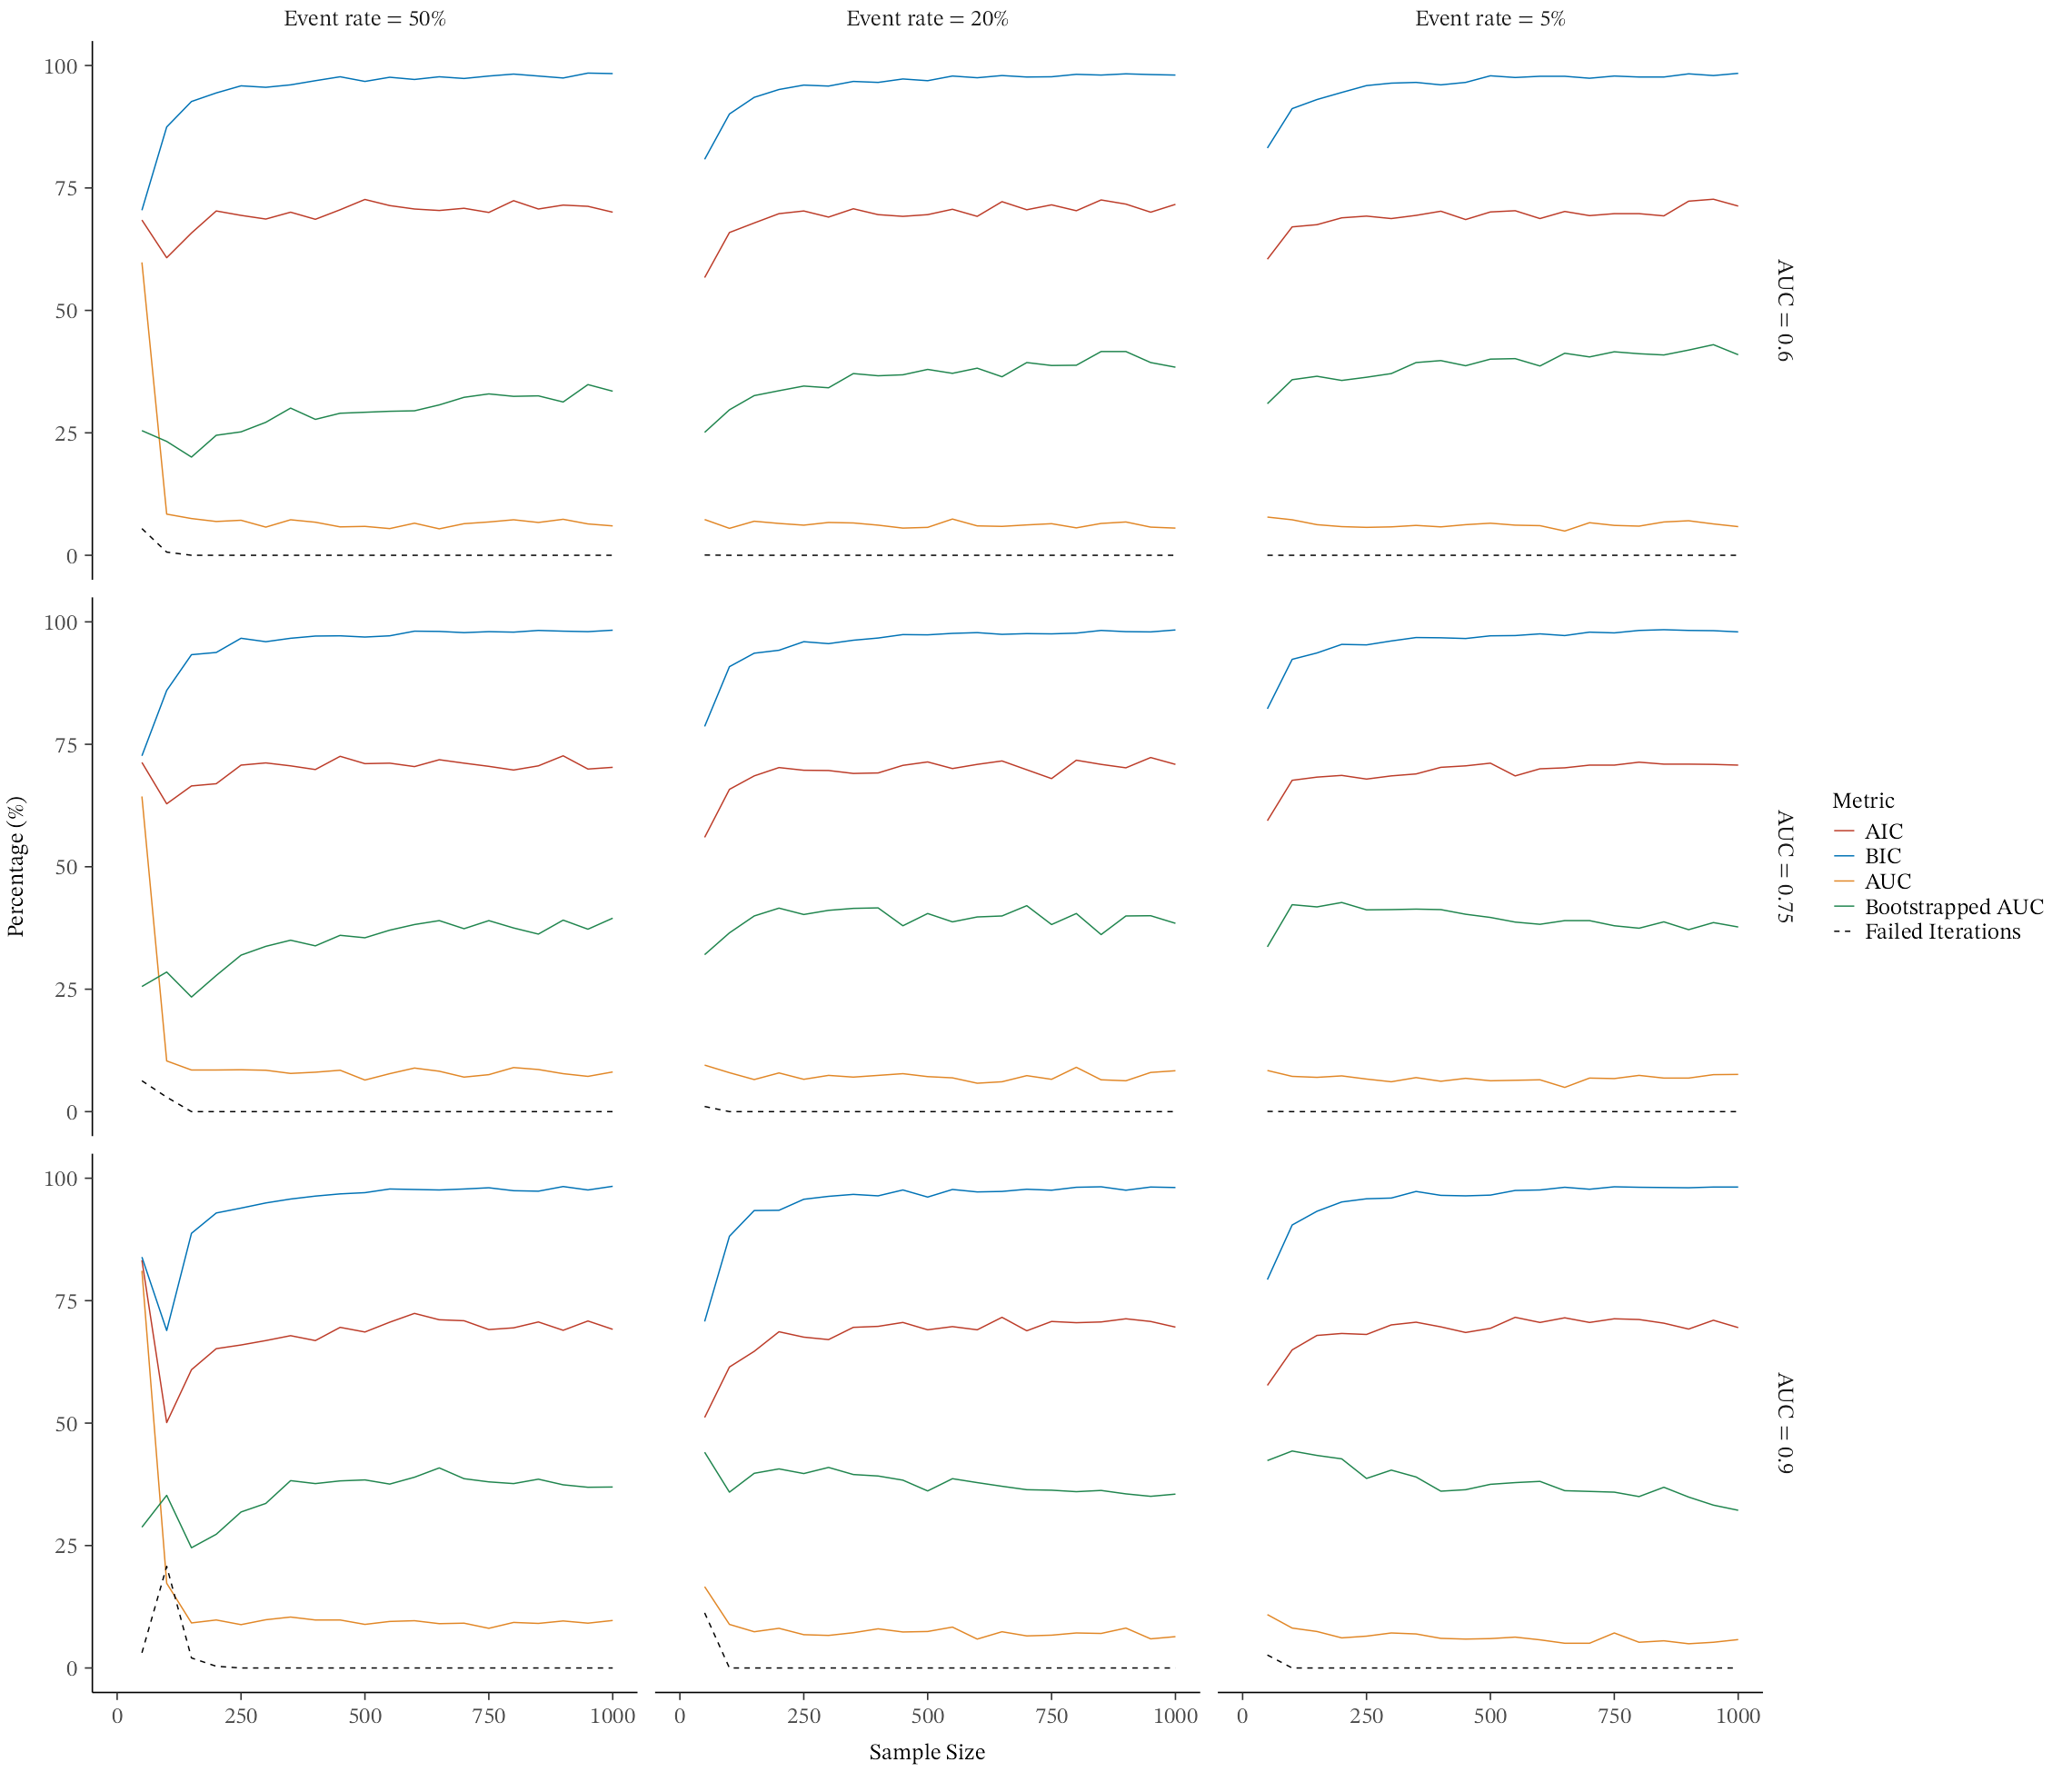 Event rate = 50%
Event rate = 20%
Event rate = 5%
100
75
50
25
0
AUC = 0.6
100
75
50
25
0
AUC = 0.75
100
75
50
25
0
AUC = 0.9
Percentage (%)
0 250 500 750 1000
0 250 500 750 1000
0 250 500 750 1000
Sample Size
Metric
AIC
BIC
AUC
Bootstrapped AUC
Failed Iterations